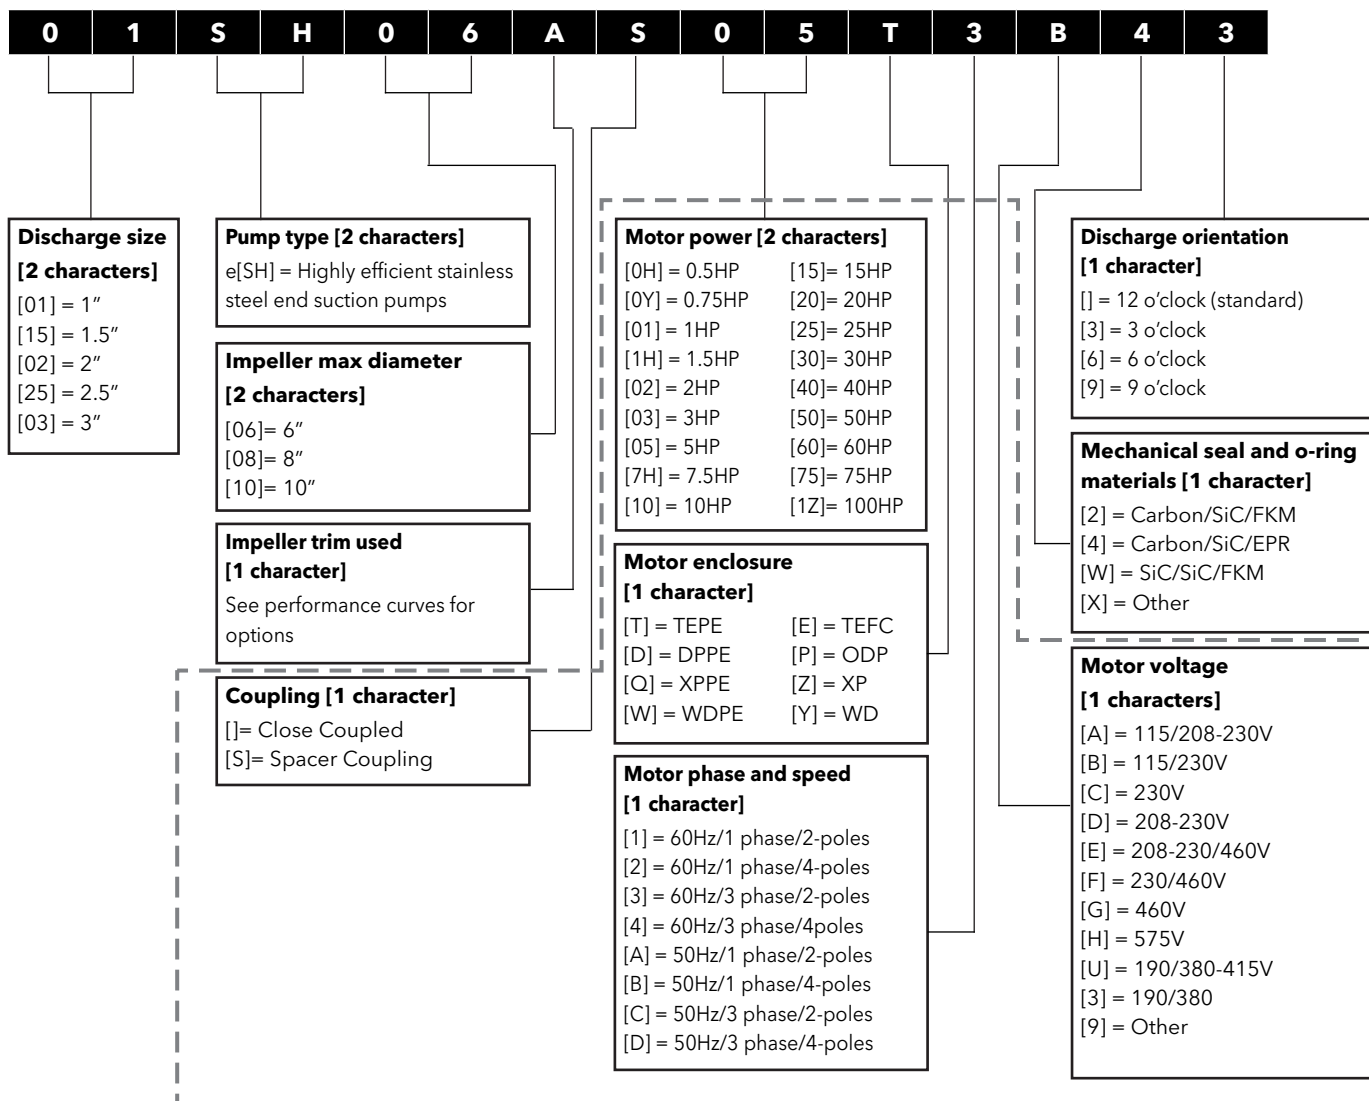 0 1 S H 0 6 A S 0 5 T 3 B 4 3
Discharge size
[2 characters]
[01] = 1”
[15] = 1.5”
[02] = 2”
[25] = 2.5”
[03] = 3”
Pump type [2 characters]
e[SH] = Highly efficient stainless
steel end suction pumps
Impeller max diameter
[2 characters]
[06]= 6”
[08]= 8”
[10]= 10”
Impeller trim used
[1 character]
See performance curves for
options
Coupling [1 character]
[]= Close Coupled
[S]= Spacer Coupling
Motor power [2 characters]
[0H] = 0.5HP [15]= 15HP
[0Y] = 0.75HP [20]= 20HP
[01] = 1HP [25]= 25HP
[1H] = 1.5HP [30]= 30HP
[02] = 2HP [40]= 40HP
[03] = 3HP [50]= 50HP
[05] = 5HP [60]= 60HP
[7H] = 7.5HP [75]= 75HP
[10] = 10HP [1Z]= 100HP
Motor enclosure
[1 character]
[T] = TEPE [E] = TEFC
[D] = DPPE [P] = ODP
[Q] = XPPE [Z] = XP
[W] = WDPE [Y] = WD
Motor phase and speed
[1 character]
[1] = 60Hz/1 phase/2-poles
[2] = 60Hz/1 phase/4-poles
[3] = 60Hz/3 phase/2-poles
[4] = 60Hz/3 phase/4poles
[A] = 50Hz/1 phase/2-poles
[B] = 50Hz/1 phase/4-poles
[C] = 50Hz/3 phase/2-poles
[D] = 50Hz/3 phase/4-poles
Discharge orientation
[1 character]
[] = 12 o’clock (standard)
[3] = 3 o’clock
[6] = 6 o’clock
[9] = 9 o’clock
Mechanical seal and o-ring
materials [1 character]
[2] = Carbon/SiC/FKM
[4] = Carbon/SiC/EPR
[W] = SiC/SiC/FKM
[X] = Other
Motor voltage
[1 characters]
[A] = 115/208-230V
[B] = 115/230V
[C] = 230V
[D] = 208-230V
[E] = 208-230/460V
[F] = 230/460V
[G] = 460V
[H] = 575V
[U] = 190/380-415V
[3] = 190/380
[9] = Other